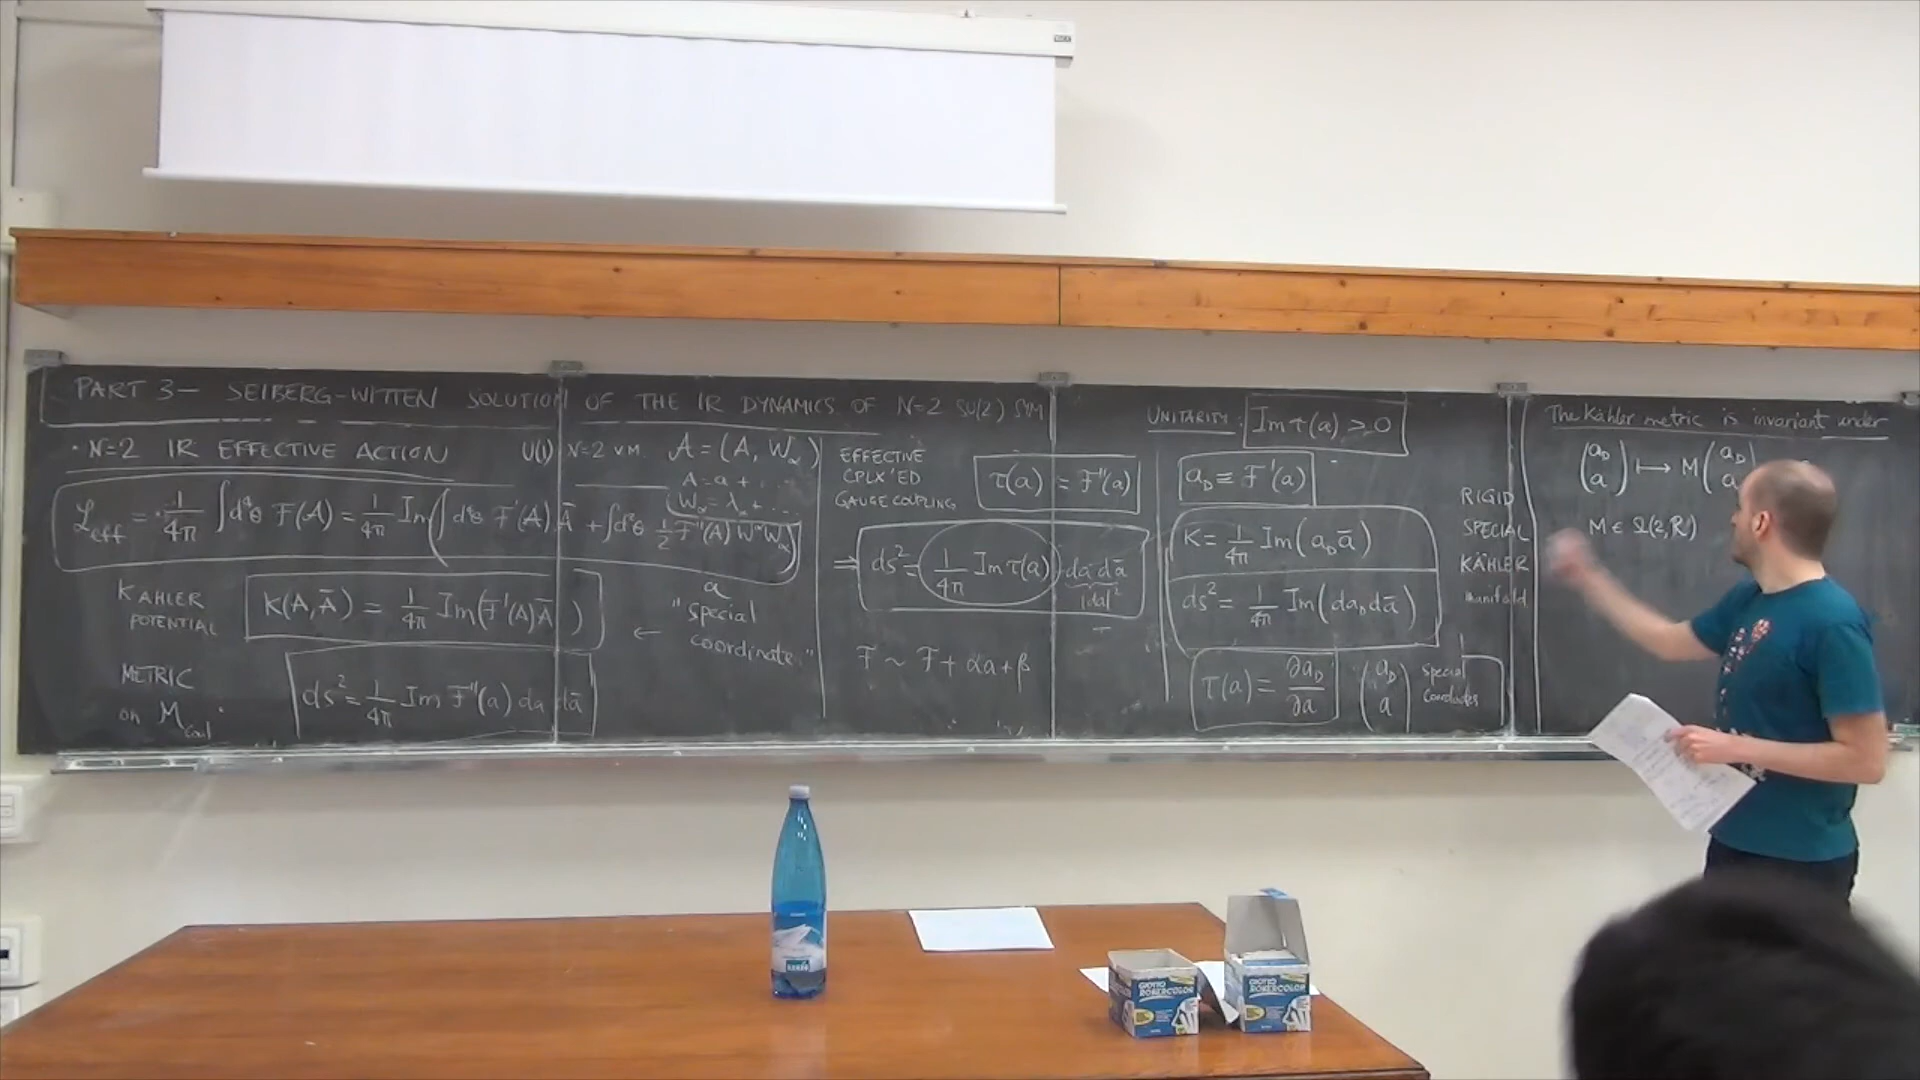 PART 3 — SEIBERG-WITTEN SOLUTION OF THE IR DYNAMICS OF N=2 SU(2) SYM
· N=2 IR EFFECTIVE ACTION
U(1) N=2 VM 𝒜 = (A, W_α)
A = a + ...
W_α = λ_α + ...
ℒ_eff = 1/4π ∫d⁴θ F(𝒜) = 1/4π Im(∫d⁴θ F'(A) Ā + ∫d²θ ½ F''(A) W^α W_α)
KÄHLER POTENTIAL
K(A,Ā) = 1/4π Im(F'(A)Ā)
METRIC
on M_Coul
ds² = 1/4π Im F''(a) da dā
← a
"special
coordinate"
EFFECTIVE
CPLX'ED
GAUGE COUPLING
τ(a) = F''(a)
⇒ ds² = 1/4π Im τ(a) da dā
|da|²
F ~ F + αa + β
UNITARITY: Im τ(a) > 0
a_D ≡ F'(a)
K = 1/4π Im(a_D ā)
ds² = 1/4π Im(da_D dā)
τ(a) = ∂a_D/∂a
(a_D a)
special
coordinates
RIGID
SPECIAL
KÄHLER
manifold
The Kähler metric is invariant under
(a_D a) ↦ M (a_D a
M ∈ SL(2,R)
GIOTTO
ROBERCOLOR
GIOTTO
ROBERCOLOR